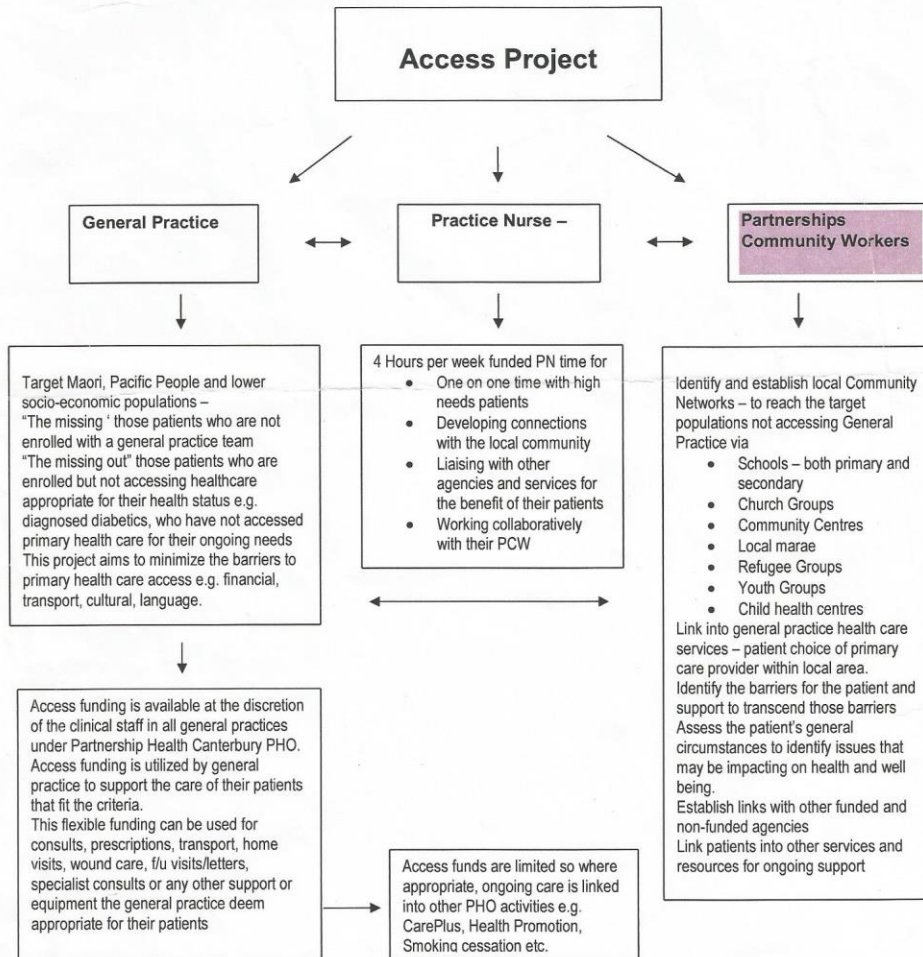 Access Project
General Practice
Practice Nurse –
Partnerships
Community Workers
Target Maori, Pacific People and lower
socio-economic populations –
“The missing ‘ those patients who are not
enrolled with a general practice team
“The missing out” those patients who are
enrolled but not accessing healthcare
appropriate for their health status e.g.
diagnosed diabetics, who have not accessed
primary health care for their ongoing needs
This project aims to minimize the barriers to
primary health care access e.g. financial,
transport, cultural, language.
4 Hours per week funded PN time for
• One on one time with high
needs patients
• Developing connections
with the local community
• Liaising with other
agencies and services for
the benefit of their patients
• Working collaboratively
with their PCW
Identify and establish local Community
Networks – to reach the target
populations not accessing General
Practice via
• Schools – both primary and
secondary
• Church Groups
• Community Centres
• Local marae
• Refugee Groups
• Youth Groups
• Child health centres
Link into general practice health care
services – patient choice of primary
care provider within local area.
Identify the barriers for the patient and
support to transcend those barriers
Assess the patient’s general
circumstances to identify issues that
may be impacting on health and well
being.
Establish links with other funded and
non-funded agencies
Link patients into other services and
resources for ongoing support
Access funding is available at the discretion
of the clinical staff in all general practices
under Partnership Health Canterbury PHO.
Access funding is utilized by general
practice to support the care of their patients
that fit the criteria.
This flexible funding can be used for
consults, prescriptions, transport, home
visits, wound care, f/u visits/letters,
specialist consults or any other support or
equipment the general practice deem
appropriate for their patients
Access funds are limited so where
appropriate, ongoing care is linked
into other PHO activities e.g.
CarePlus, Health Promotion,
Smoking cessation etc.